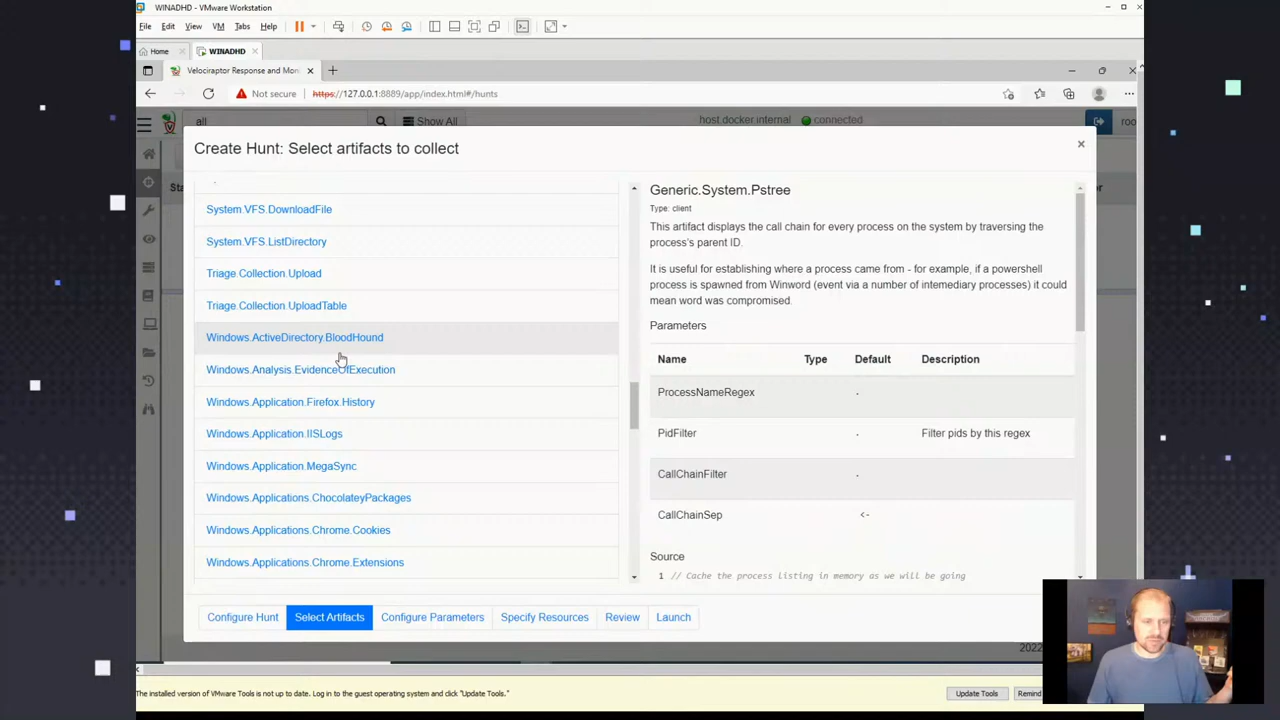 WINADHD - VMware Workstation
File Edit View VM Tabs Help
Home
WINADHD
Velociraptor Response and Mon
Not secure https://127.0.0.1:8889/app/index.html#/hunts
all
Show All
host.docker.internal connected
Create Hunt: Select artifacts to collect
System.VFS.DownloadFile
System.VFS.ListDirectory
Triage.Collection.Upload
Triage.Collection.UploadTable
Windows.ActiveDirectory.BloodHound
Windows.Analysis.EvidenceOfExecution
Windows.Application.Firefox.History
Windows.Application.IISLogs
Windows.Application.MegaSync
Windows.Applications.ChocolateyPackages
Windows.Applications.Chrome.Cookies
Windows.Applications.Chrome.Extensions
Generic.System.Pstree
Type: client
This artifact displays the call chain for every process on the system by traversing the
process's parent ID.
It is useful for establishing where a process came from - for example, if a powershell
process is spawned from Winword (event via a number of intemediary processes) it could
mean word was compromised.
Parameters
Name Type Default Description
ProcessNameRegex .
PidFilter . Filter pids by this regex
CallChainFilter .
CallChainSep <-
Source
1 // Cache the process listing in memory as we will be going
Configure Hunt Select Artifacts Configure Parameters Specify Resources Review Launch
2022
The installed version of VMware Tools is not up to date. Log in to the guest operating system and click "Update Tools."
Update Tools
Remind